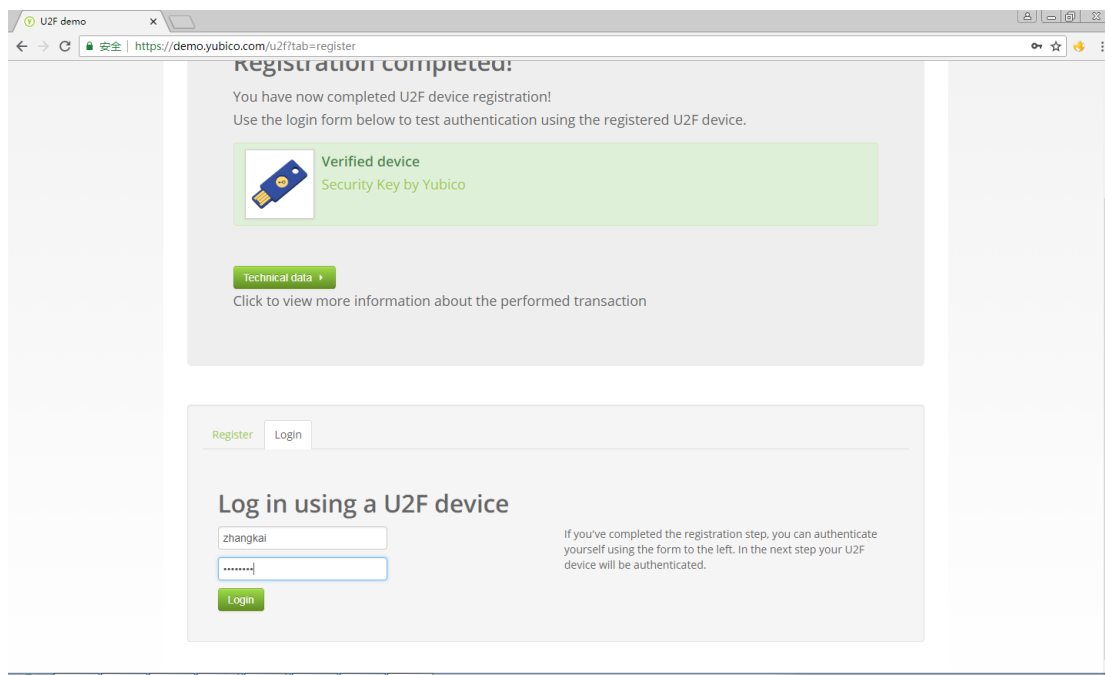 U2F demo
安全 | https://demo.yubico.com/u2f?tab=register
Registration completed!
You have now completed U2F device registration!
Use the login form below to test authentication using the registered U2F device.
Verified device
Security Key by Yubico
Technical data
Click to view more information about the performed transaction
Register Login
Log in using a U2F device
zhangkai
••••••••
If you've completed the registration step, you can authenticate
yourself using the form to the left. In the next step your U2F
device will be authenticated.
Login